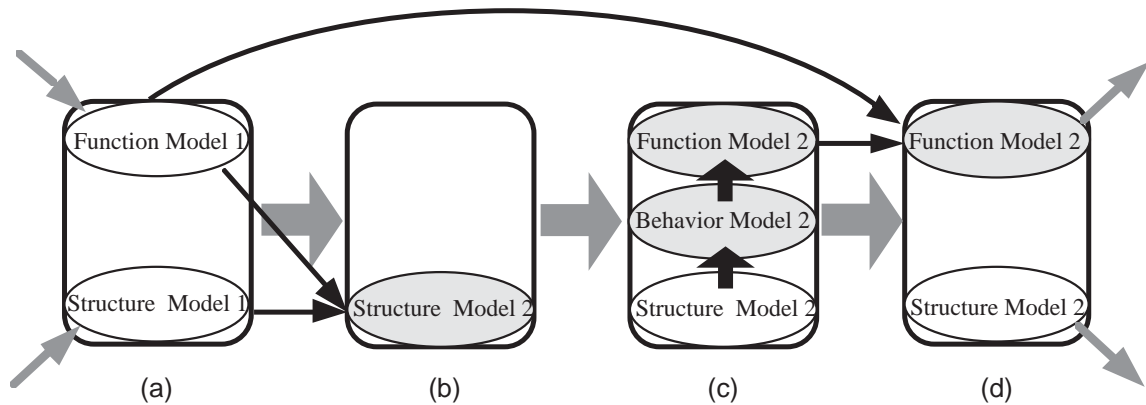 Function Model 1
Structure Model 1
Structure Model 2
Function Model 2
Behavior Model 2
Structure Model 2
Function Model 2
Structure Model 2
(a)
(b)
(c)
(d)